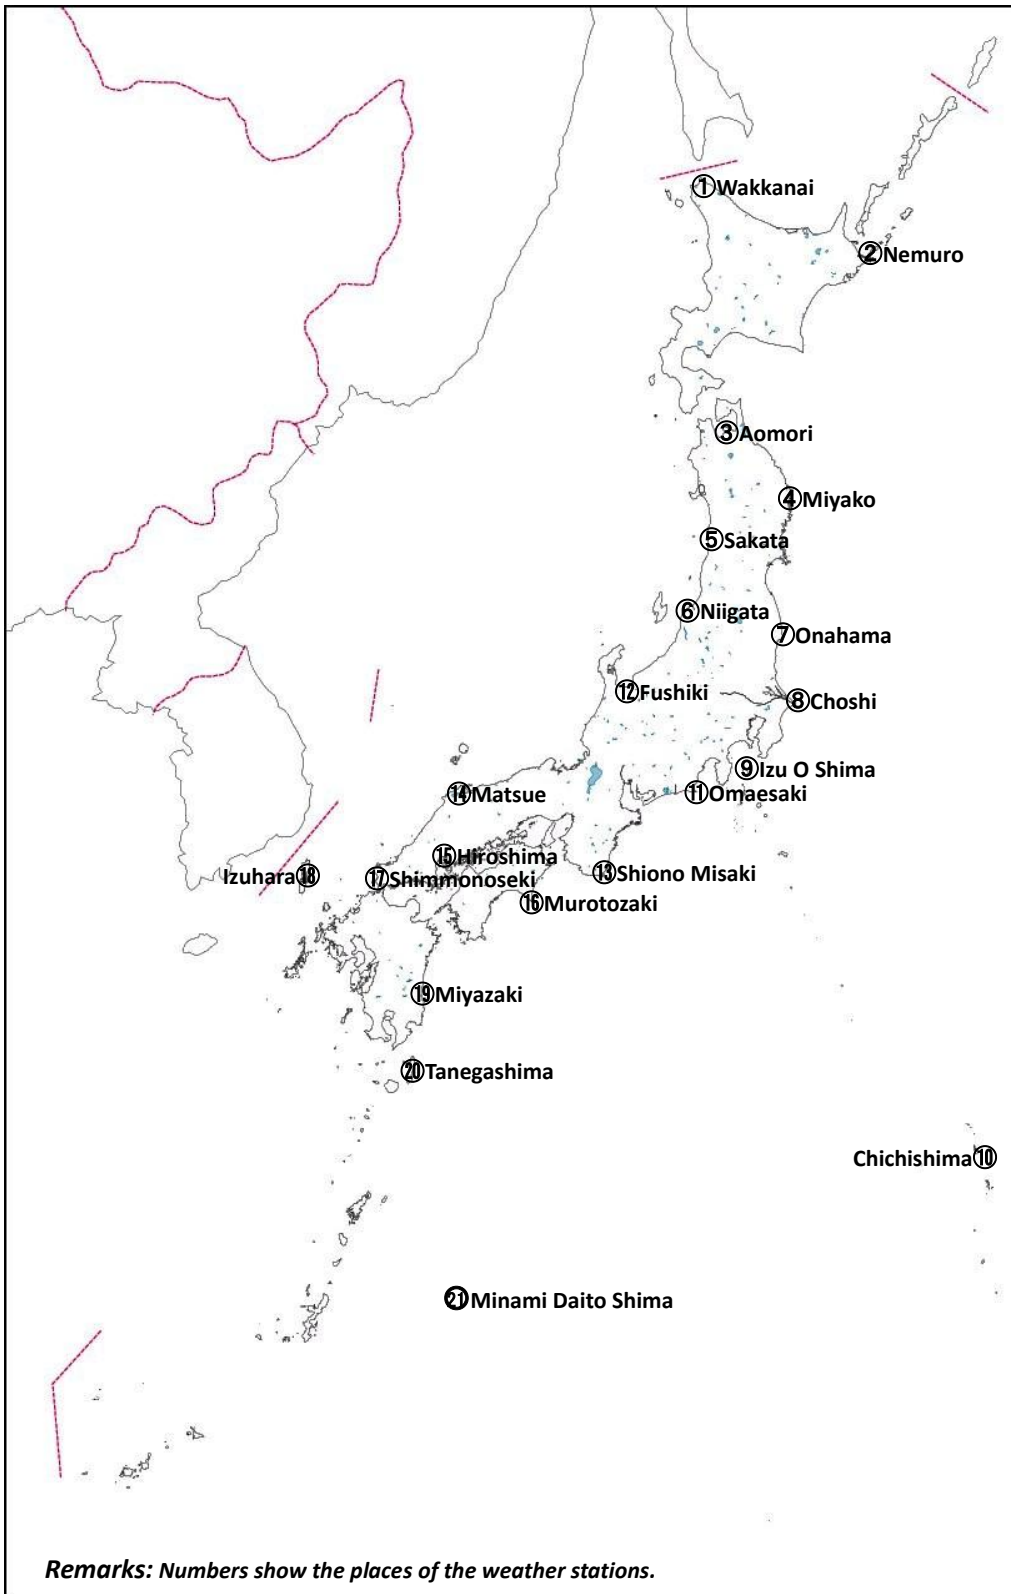 ①Wakkanai
②Nemuro
③Aomori
④Miyako
⑤Sakata
⑥Niigata
⑦Onahama
⑫Fushiki
⑧Choshi
⑨Izu O Shima
⑪Omaesaki
⑭Matsue
⑮Hiroshima
⑬Shiono Misaki
Izuhara⑱
⑰Shimmonoseki
⑯Murotozaki
⑲Miyazaki
⑳Tanegashima
Chichishima⑩
㉑Minami Daito Shima
Remarks: Numbers show the places of the weather stations.